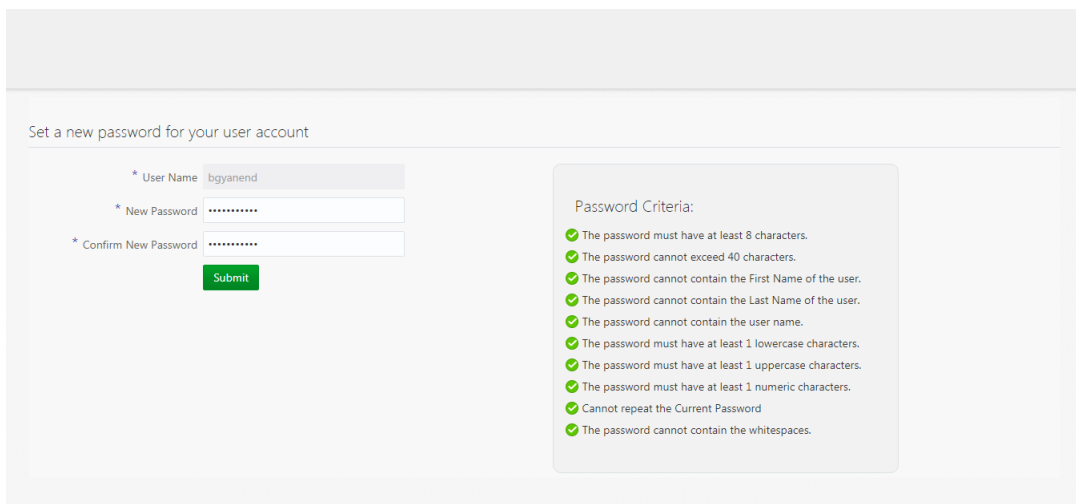 Set a new password for your user account
* User Name bgyanend
* New Password •••••••••••
* Confirm New Password •••••••••••
Submit
Password Criteria:
The password must have at least 8 characters.
The password cannot exceed 40 characters.
The password cannot contain the First Name of the user.
The password cannot contain the Last Name of the user.
The password cannot contain the user name.
The password must have at least 1 lowercase characters.
The password must have at least 1 uppercase characters.
The password must have at least 1 numeric characters.
Cannot repeat the Current Password
The password cannot contain the whitespaces.